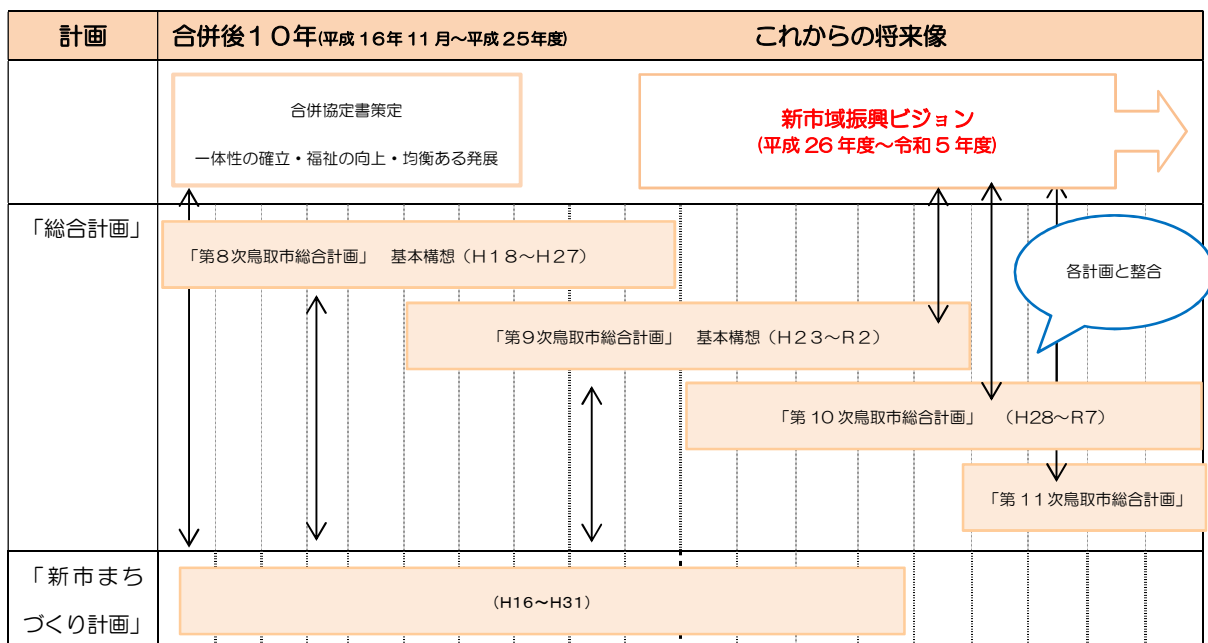 計画
合併後10年(平成16年11月~平成25年度)
これからの将来像
合併協定書策定
一体性の確立・福祉の向上・均衡ある発展
新市域振興ビジョン
(平成26年度~令和5年度)
「総合計画」
「第8次鳥取市総合計画」 基本構想(H18~H27)
各計画と整合
「第9次鳥取市総合計画」 基本構想(H23~R2)
「第10次鳥取市総合計画」 (H28~R7)
「第11次鳥取市総合計画」
「新市まち
づくり計画」
(H16~H31)